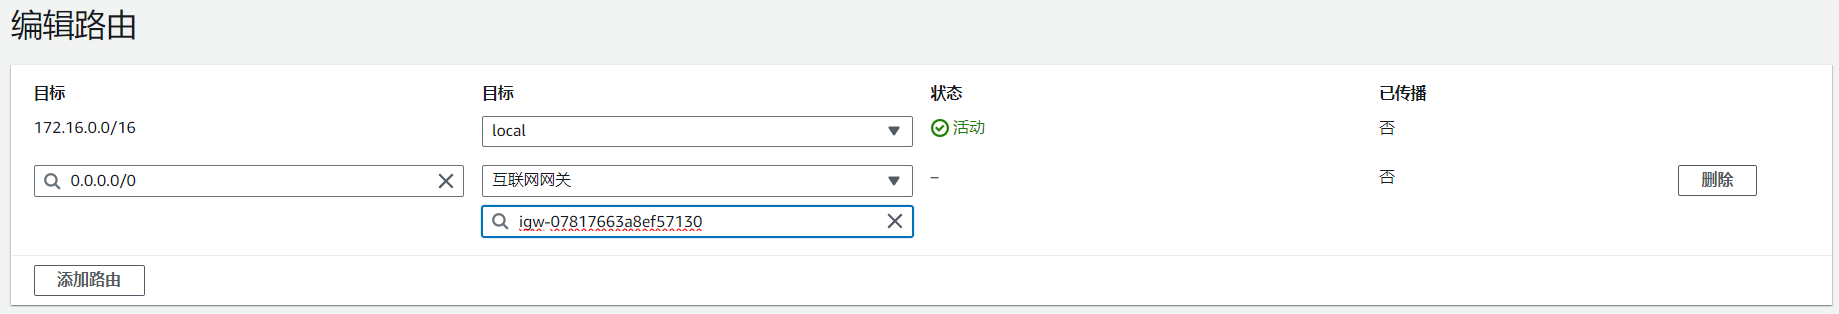 编辑路由
目标 目标 状态 已传播
172.16.0.0/16 local 活动 否
0.0.0.0/0 互联网网关 – 否 删除
igw-07817663a8ef57130
添加路由